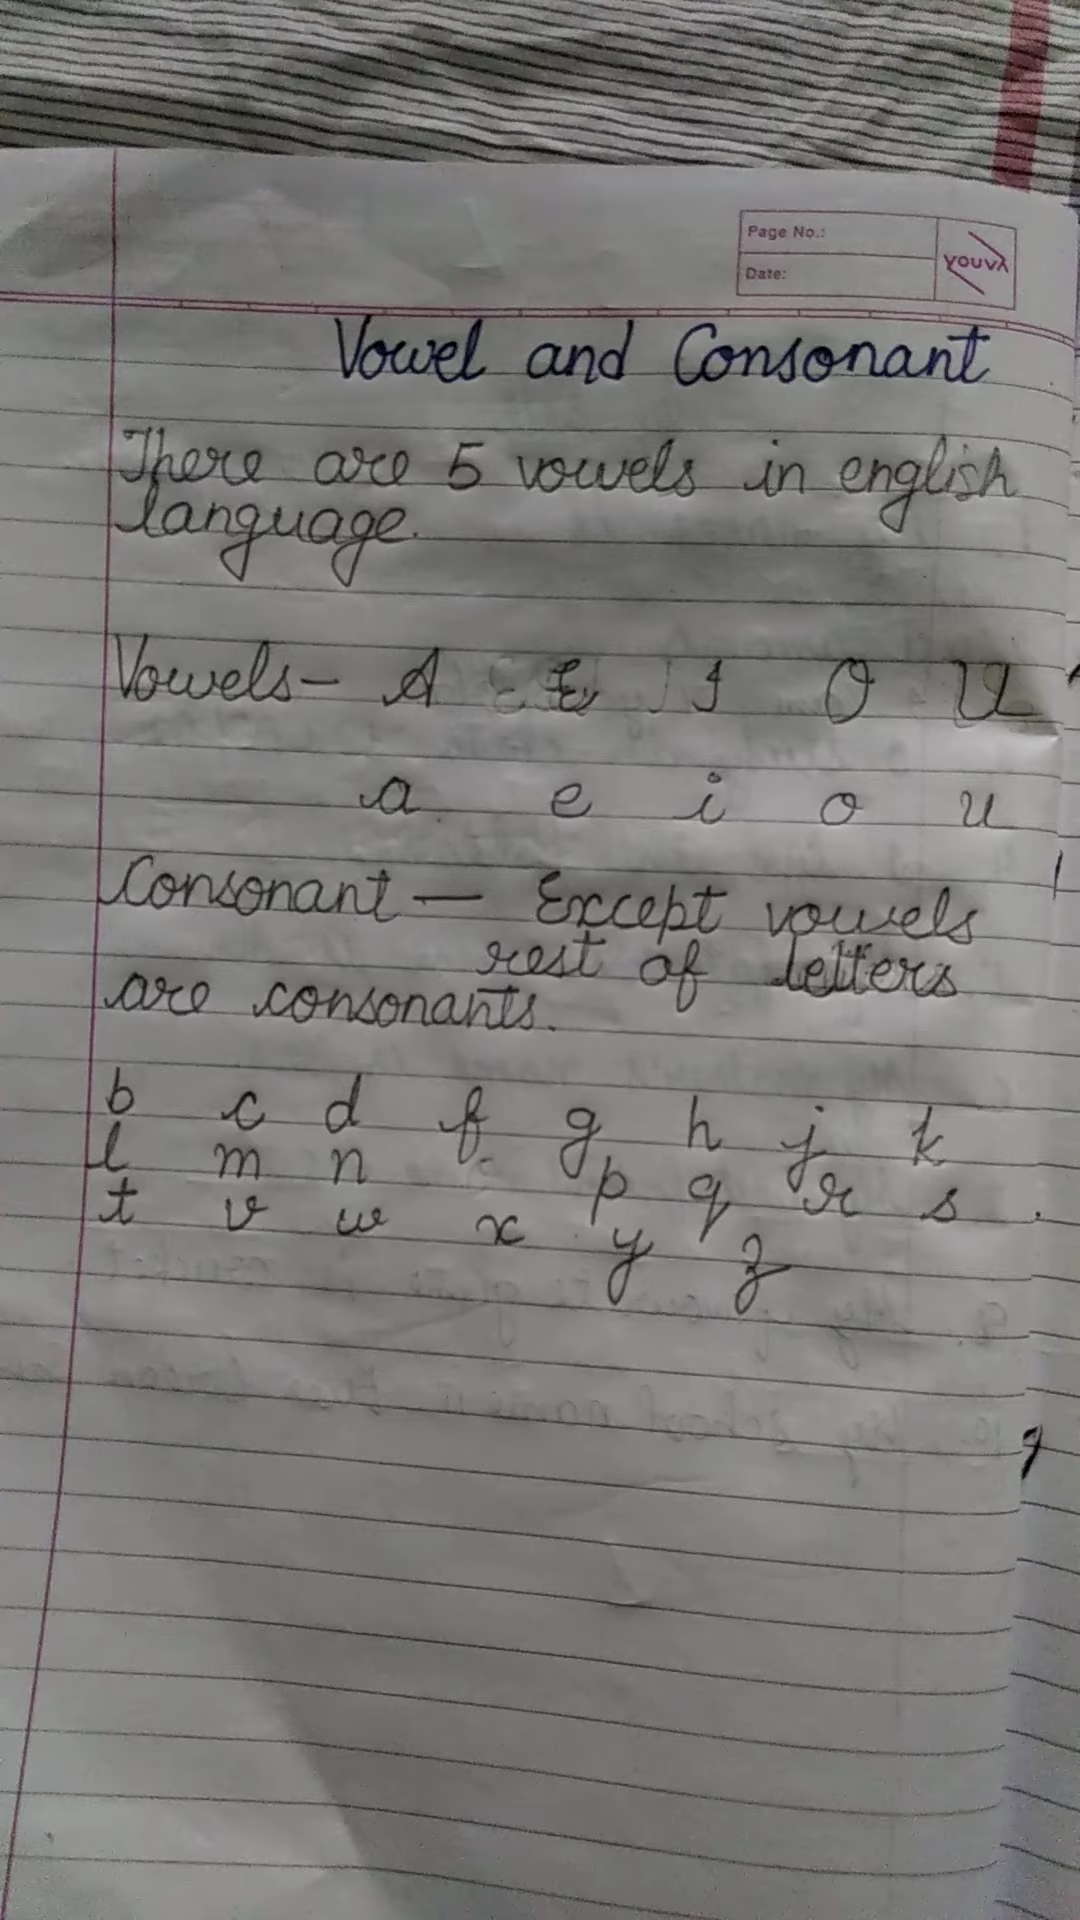 Page No.:
Date:
YOUVA
Vowel and Consonant
There are 5 vowels in english
language.
Vowels- A E I O U
a e i o u
Consonant — Except vowels
rest of letters
are consonants.
b c d f g h j k
l m n p q r s
t v w x y z